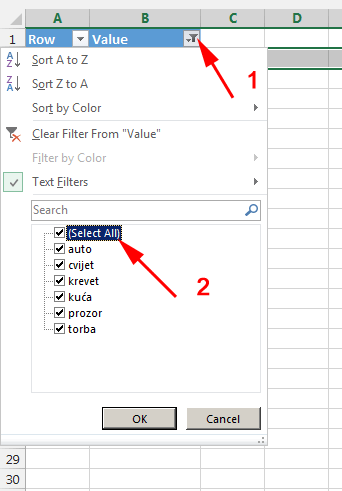 A B C D E
1 Row Value 1
Sort A to Z
Sort Z to A
Sort by Color
Clear Filter From "Value"
Filter by Color
Text Filters
Search
(Select All)
auto
cvijet
krevet
kuća
prozor
torba
2
OK Cancel
29
30